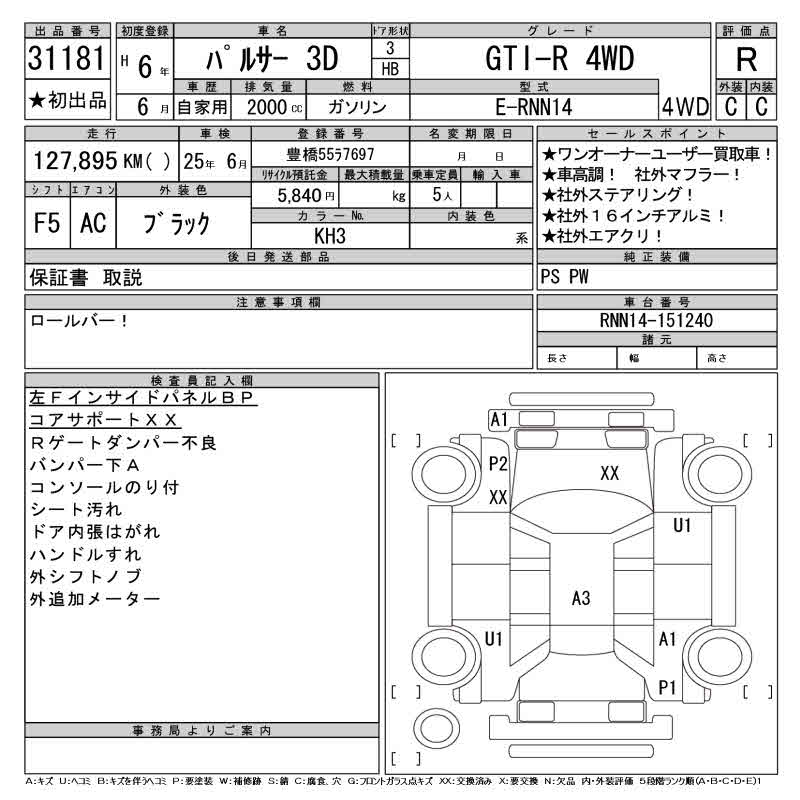 出品番号 初度登録 車名 ドア形状 グレード 評価点
31181 H 6年 パルサー 3D 3 GTI-R 4WD R
HB
★初出品 車歴 排気量 燃料 型式 外装 内装
6月 自家用 2000cc ガソリン E-RNN14 4WD C C
走行 車検 登録番号 名変期限日 セールスポイント
127,895KM( ) 25年 6月 豊橋55ﾗ7697 月 日 ★ワンオーナーユーザー買取車！
シフト エアコン 外装色 リサイクル預託金 最大積載量 乗車定員 輸入車 ★車高調！ 社外マフラー！
F5 AC ブラック 5,840円 kg 5人 ★社外ステアリング！
カラーNo. 内装色 ★社外１６インチアルミ！
KH3 系 ★社外エアクリ！
後日発送部品 純正装備
保証書 取説 PS PW
注意事項欄 車台番号
ロールバー！ RNN14-151240
諸元
長さ 幅 高さ
検査員記入欄
左ＦインサイドパネルＢＰ
コアサポートＸＸ
Ｒゲートダンパー不良
バンパー下Ａ
コンソールのり付
シート汚れ
ドア内張はがれ
ハンドルすれ
外シフトノブ
外追加メーター
A1
[ ] [ ]
P2 XX
XX
U1
A3
U1 A1
P1
[ ] [ ]
[ ]
事務局よりご案内
A:キズ U:ヘコミ B:キズを伴うヘコミ P:要塗装 W:補修跡 S:錆 C:腐食、穴 G:フロントガラス点キズ XX:交換済み X:要交換 N:欠品 内・外装評価 5段階ランク順(A・B・C・D・E)1